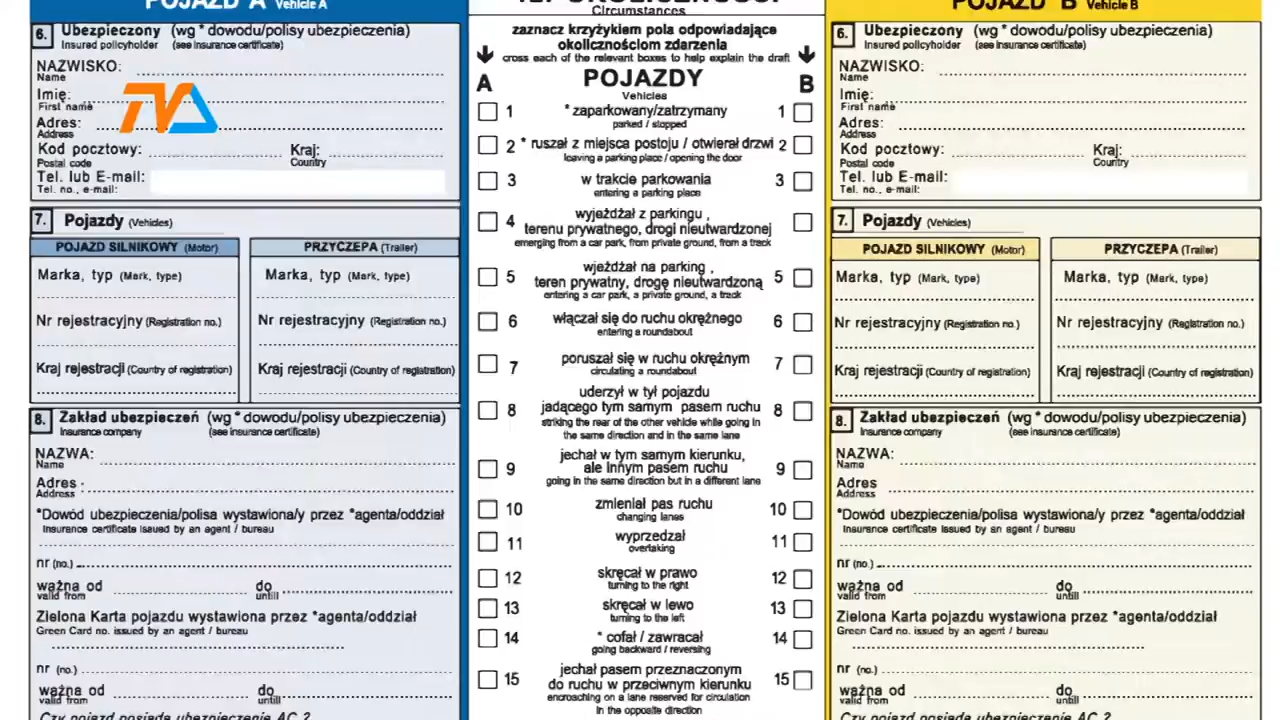 POJAZD A Vehicle A
6. Ubezpieczony (wg * dowodu/polisy ubezpieczenia)
Insured policyholder (see insurance certificate)
NAZWISKO:
Name
Imię:
First name
Adres:
Address
Kod pocztowy: Kraj:
Postal code Country
Tel. lub E-mail:
Tel. no., e-mail:
TVA
7. Pojazdy (Vehicles)
POJAZD SILNIKOWY (Motor) PRZYCZEPA (Trailer)
Marka, typ (Mark, type) Marka, typ (Mark, type)
Nr rejestracyjny (Registration no.) Nr rejestracyjny (Registration no.)
Kraj rejestracji (Country of registration) Kraj rejestracji (Country of registration)
8. Zakład ubezpieczeń (wg * dowodu/polisy ubezpieczenia)
Insurance company (see insurance certificate)
NAZWA:
Name
Adres
Address
*Dowód ubezpieczenia/polisa wystawiona/y przez *agenta/oddział
Insurance certificate issued by an agent / bureau
nr (no.)
ważna od do
valid from untill
Zielona Karta pojazdu wystawiona przez *agenta/oddział
Green Card no. issued by an agent / bureau
nr (no.)
ważna od do
valid from untill
Czy pojazd posiada ubezpieczenie AC ?
OKOLICZNOŚCI
Circumstances
zaznacz krzyżykiem pola odpowiadające
okolicznościom zdarzenia
cross each of the relevant boxes to help explain the draft
A POJAZDY B
Vehicles
1 * zaparkowany/zatrzymany 1
parked / stopped
2 * ruszał z miejsca postoju / otwierał drzwi 2
leaving a parking place / opening the door
3 w trakcie parkowania 3
entering a parking place
4 wyjeżdżał z parkingu ,
terenu prywatnego, drogi nieutwardzonej
emerging from a car park, from private ground, from a track
wjeżdżał na parking ,
5 teren prywatny, drogę nieutwardzoną 5
entering a car park, a private ground, a track
6 włączał się do ruchu okrężnego 6
entering a roundabout
7 poruszał się w ruchu okrężnym 7
circulating a roundabout
uderzył w tył pojazdu
8 jadącego tym samym pasem ruchu 8
striking the rear of the other vehicle while going in
the same direction and in the same lane
jechał w tym samym kierunku,
9 ale innym pasem ruchu 9
going in the same direction but in a different lane
10 zmieniał pas ruchu 10
changing lanes
11 wyprzedzał 11
overtaking
12 skręcał w prawo 12
turning to the right
13 skręcał w lewo 13
turning to the left
14 * cofał / zawracał 14
going backward / reversing
15 jechał pasem przeznaczonym 15
do ruchu w przeciwnym kierunku
encroaching on a lane reserved for circulation
in the opposite direction
POJAZD B Vehicle B
6. Ubezpieczony (wg * dowodu/polisy ubezpieczenia)
Insured policyholder (see insurance certificate)
NAZWISKO:
Name
Imię:
First name
Adres:
Address
Kod pocztowy: Kraj:
Postal code Country
Tel. lub E-mail:
Tel. no., e-mail:
7. Pojazdy (Vehicles)
POJAZD SILNIKOWY (Motor) PRZYCZEPA (Trailer)
Marka, typ (Mark, type) Marka, typ (Mark, type)
Nr rejestracyjny (Registration no.) Nr rejestracyjny (Registration no.)
Kraj rejestracji (Country of registration) Kraj rejestracji (Country of registration)
8. Zakład ubezpieczeń (wg * dowodu/polisy ubezpieczenia)
Insurance company (see insurance certificate)
NAZWA:
Name
Adres
Address
*Dowód ubezpieczenia/polisa wystawiona/y przez *agenta/oddział
Insurance certificate issued by an agent / bureau
nr (no.)
ważna od do
valid from untill
Zielona Karta pojazdu wystawiona przez *agenta/oddział
Green Card no. issued by an agent / bureau
nr (no.)
ważna od do
valid from untill
Czy pojazd posiada ubezpieczenie AC ?